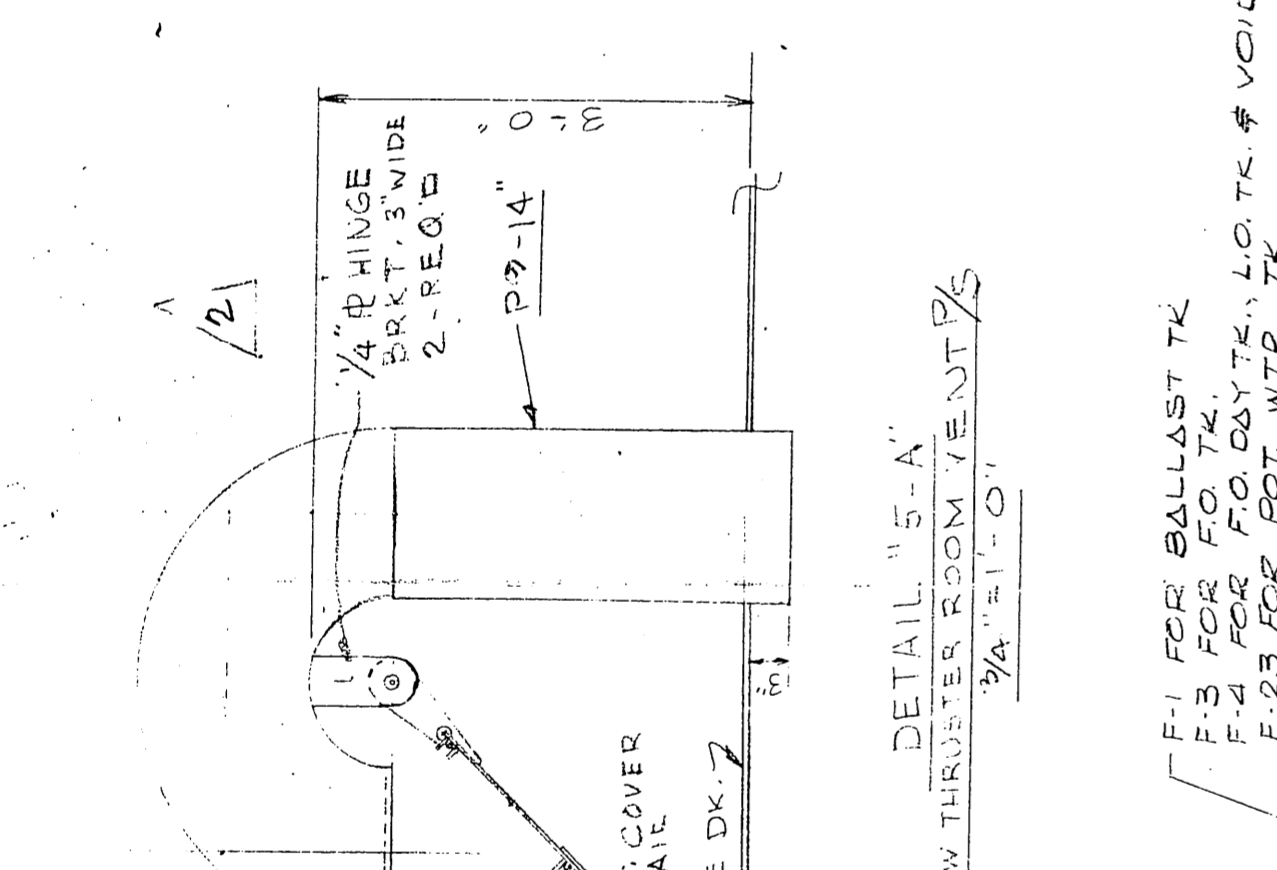 2
1/4" ℙ HINGE
BRKT. 3" WIDE
2-REQ'D
3'-0"
14"
COVER
DK.
3"
DETAIL "5-A"
THRUSTER ROOM VENT P/S
3/4"=1'-0"
F-1 FOR BALLAST TK
F-3 FOR F.O. TK.
F-4 FOR F.O. DAY TK., L.O. TK. & VOID
F-23 FOR POT. WTR. TK